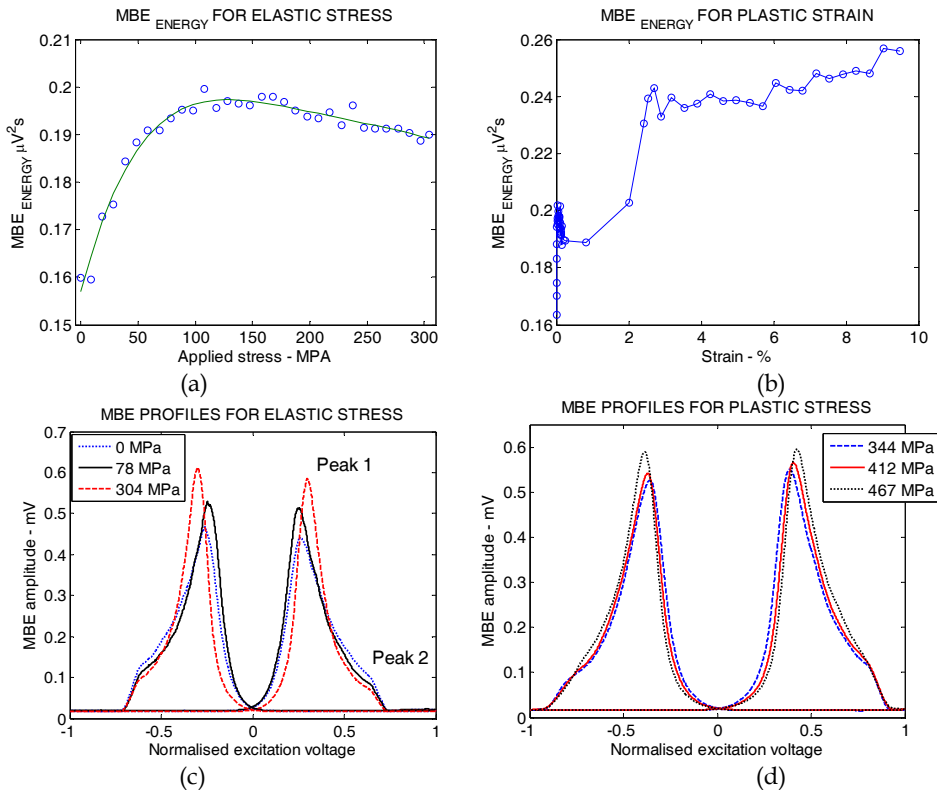 MBE ENERGY FOR ELASTIC STRESS
0.21
0.2
0.19
0.18
0.17
0.16
0.15
MBE ENERGY μV²s
0 50 100 150 200 250 300
Applied stress - MPA
(a)
MBE ENERGY FOR PLASTIC STRAIN
0.26
0.24
0.22
0.2
0.18
0.16
MBE ENERGY μV²s
0 2 4 6 8 10
Strain - %
(b)
MBE PROFILES FOR ELASTIC STRESS
0.7
0.6
0.5
0.4
0.3
0.2
0.1
0
MBE amplitude - mV
0 MPa
78 MPa
304 MPa
Peak 1
Peak 2
-1 -0.5 0 0.5 1
Normalised excitation voltage
(c)
MBE PROFILES FOR PLASTIC STRESS
0.6
0.5
0.4
0.3
0.2
0.1
0
MBE amplitude - mV
344 MPa
412 MPa
467 MPa
-1 -0.5 0 0.5 1
Normalised excitation voltage
(d)